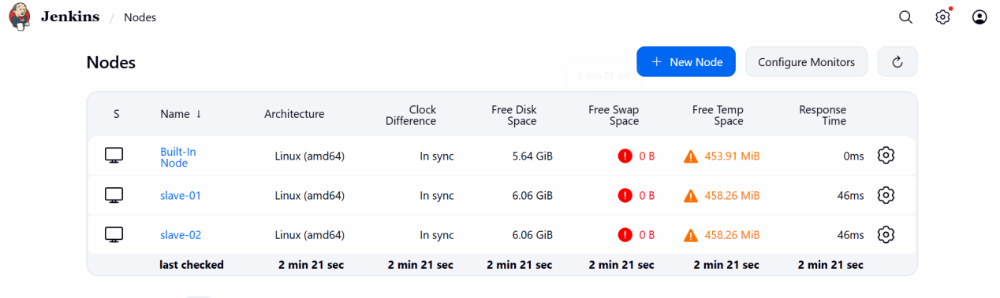 Jenkins / Nodes
Nodes
+ New Node
Configure Monitors
2 min 21 sec
S Name ↓ Architecture Clock Difference Free Disk Space Free Swap Space Free Temp Space Response Time
Built-In Node Linux (amd64) In sync 5.64 GiB ! 0 B ! 453.91 MiB 0ms
slave-01 Linux (amd64) In sync 6.06 GiB ! 0 B ! 458.26 MiB 46ms
slave-02 Linux (amd64) In sync 6.06 GiB ! 0 B ! 458.26 MiB 46ms
last checked 2 min 21 sec 2 min 21 sec 2 min 21 sec 2 min 21 sec 2 min 21 sec 2 min 21 sec